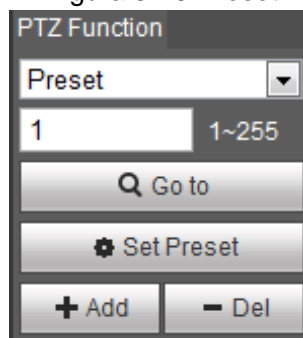 PTZ Function
Preset
1 1~255
Go to
Set Preset
Add Del